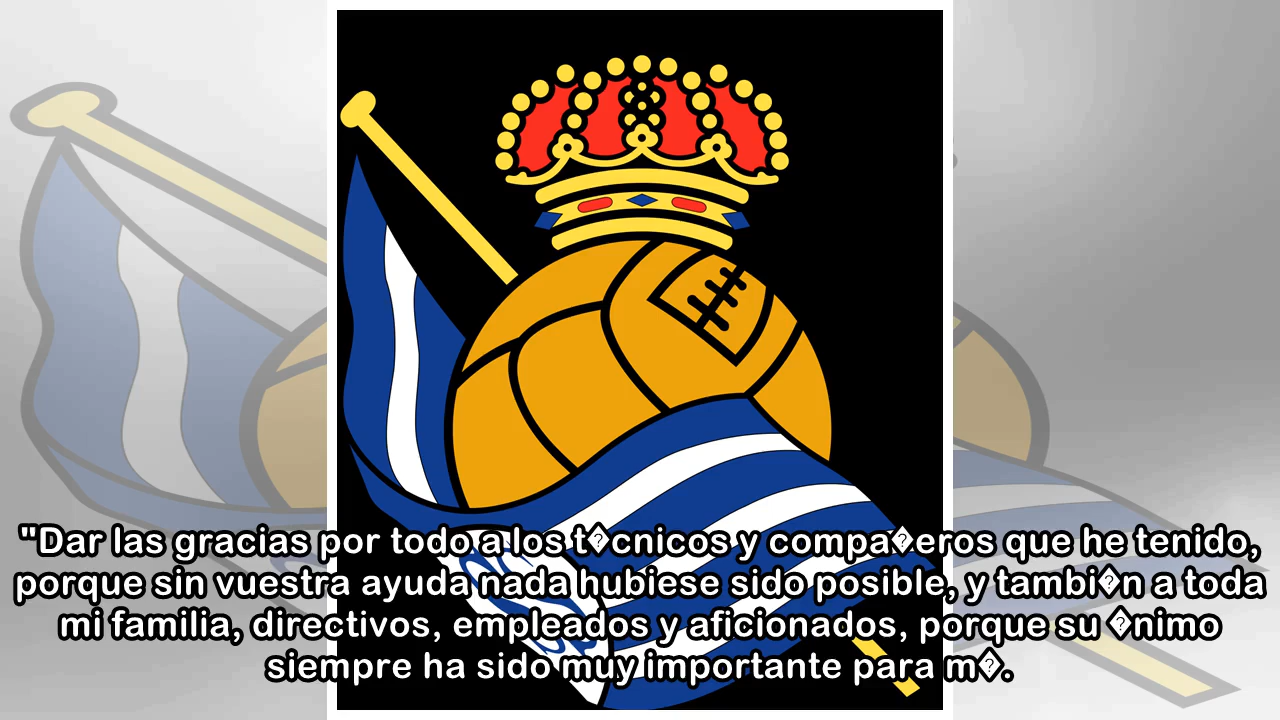 "Dar las gracias por todo a los t�cnicos y compa�eros que he tenido,
porque sin vuestra ayuda nada hubiese sido posible, y tambi�n a toda
mi familia, directivos, empleados y aficionados, porque su �nimo
siempre ha sido muy importante para m�.